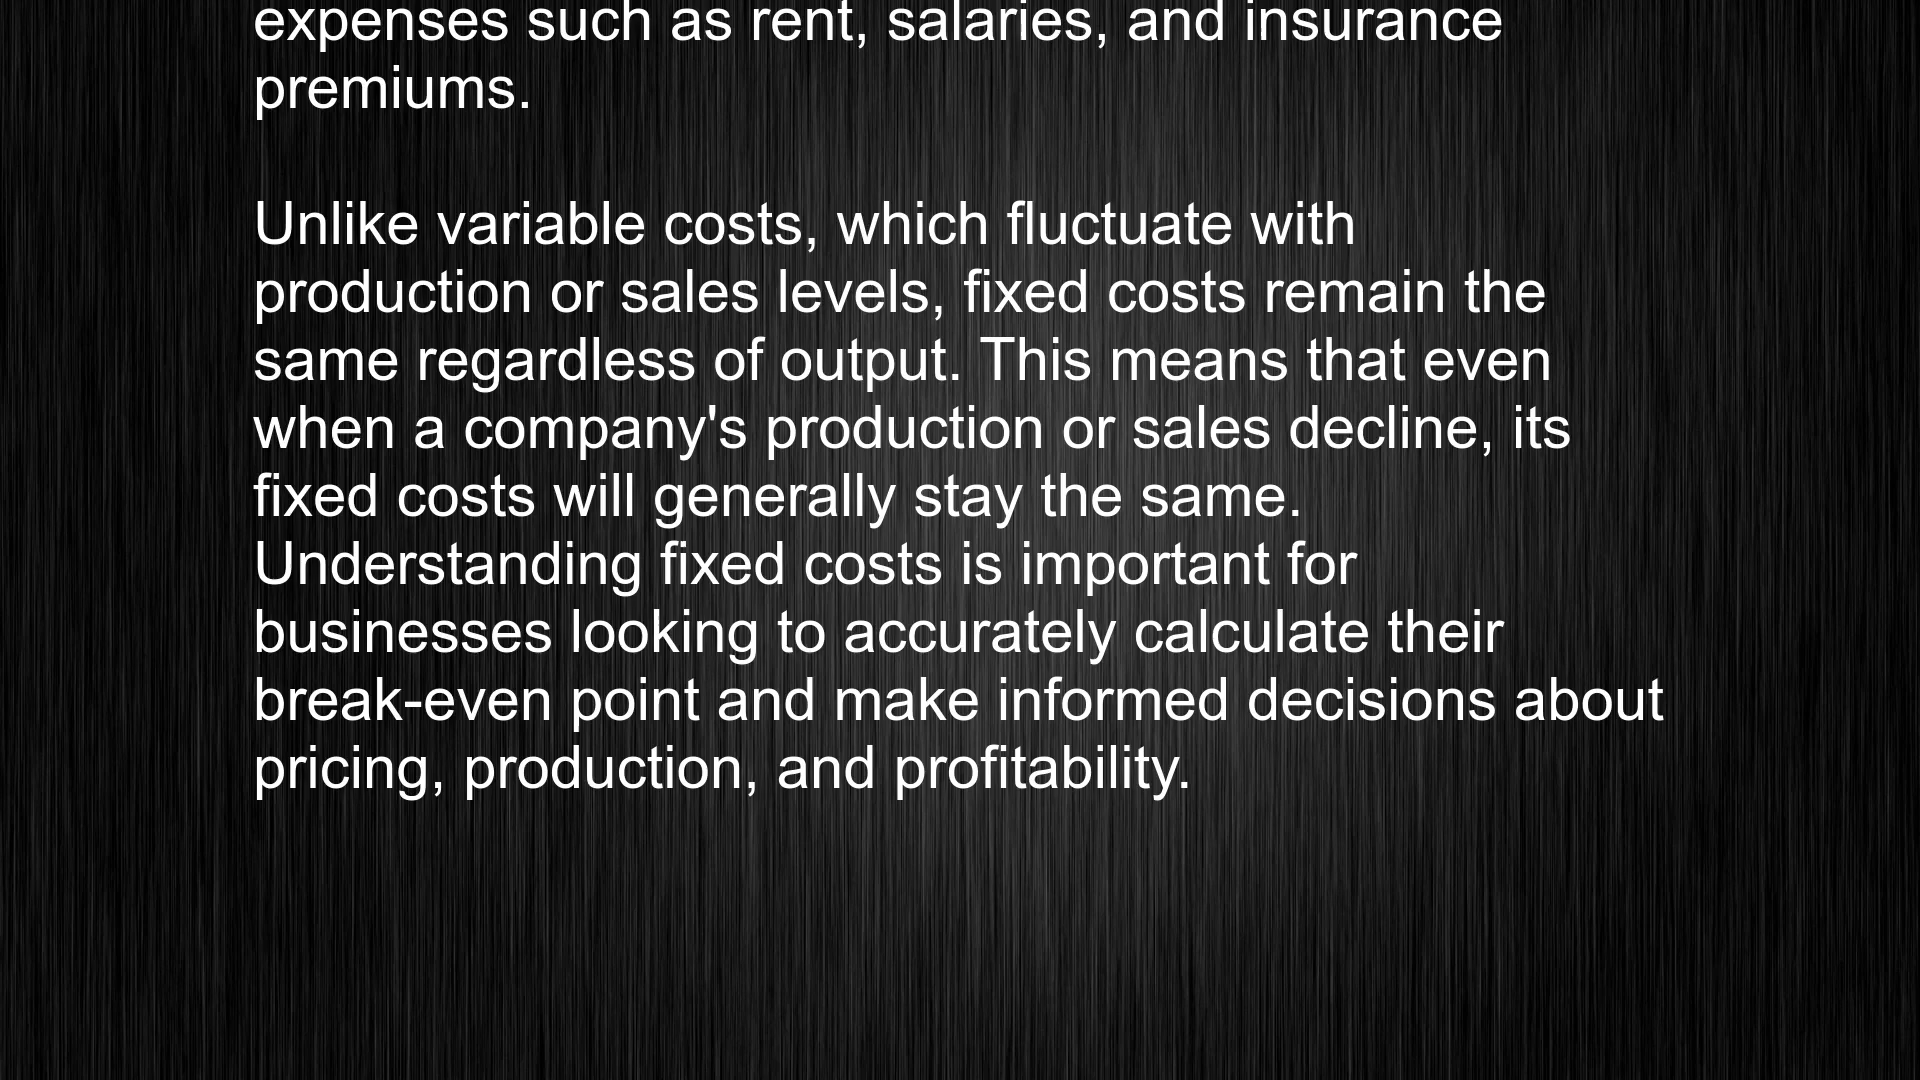 expenses such as rent, salaries, and insurance
premiums.
Unlike variable costs, which fluctuate with
production or sales levels, fixed costs remain the
same regardless of output. This means that even
when a company's production or sales decline, its
fixed costs will generally stay the same.
Understanding fixed costs is important for
businesses looking to accurately calculate their
break-even point and make informed decisions about
pricing, production, and profitability.